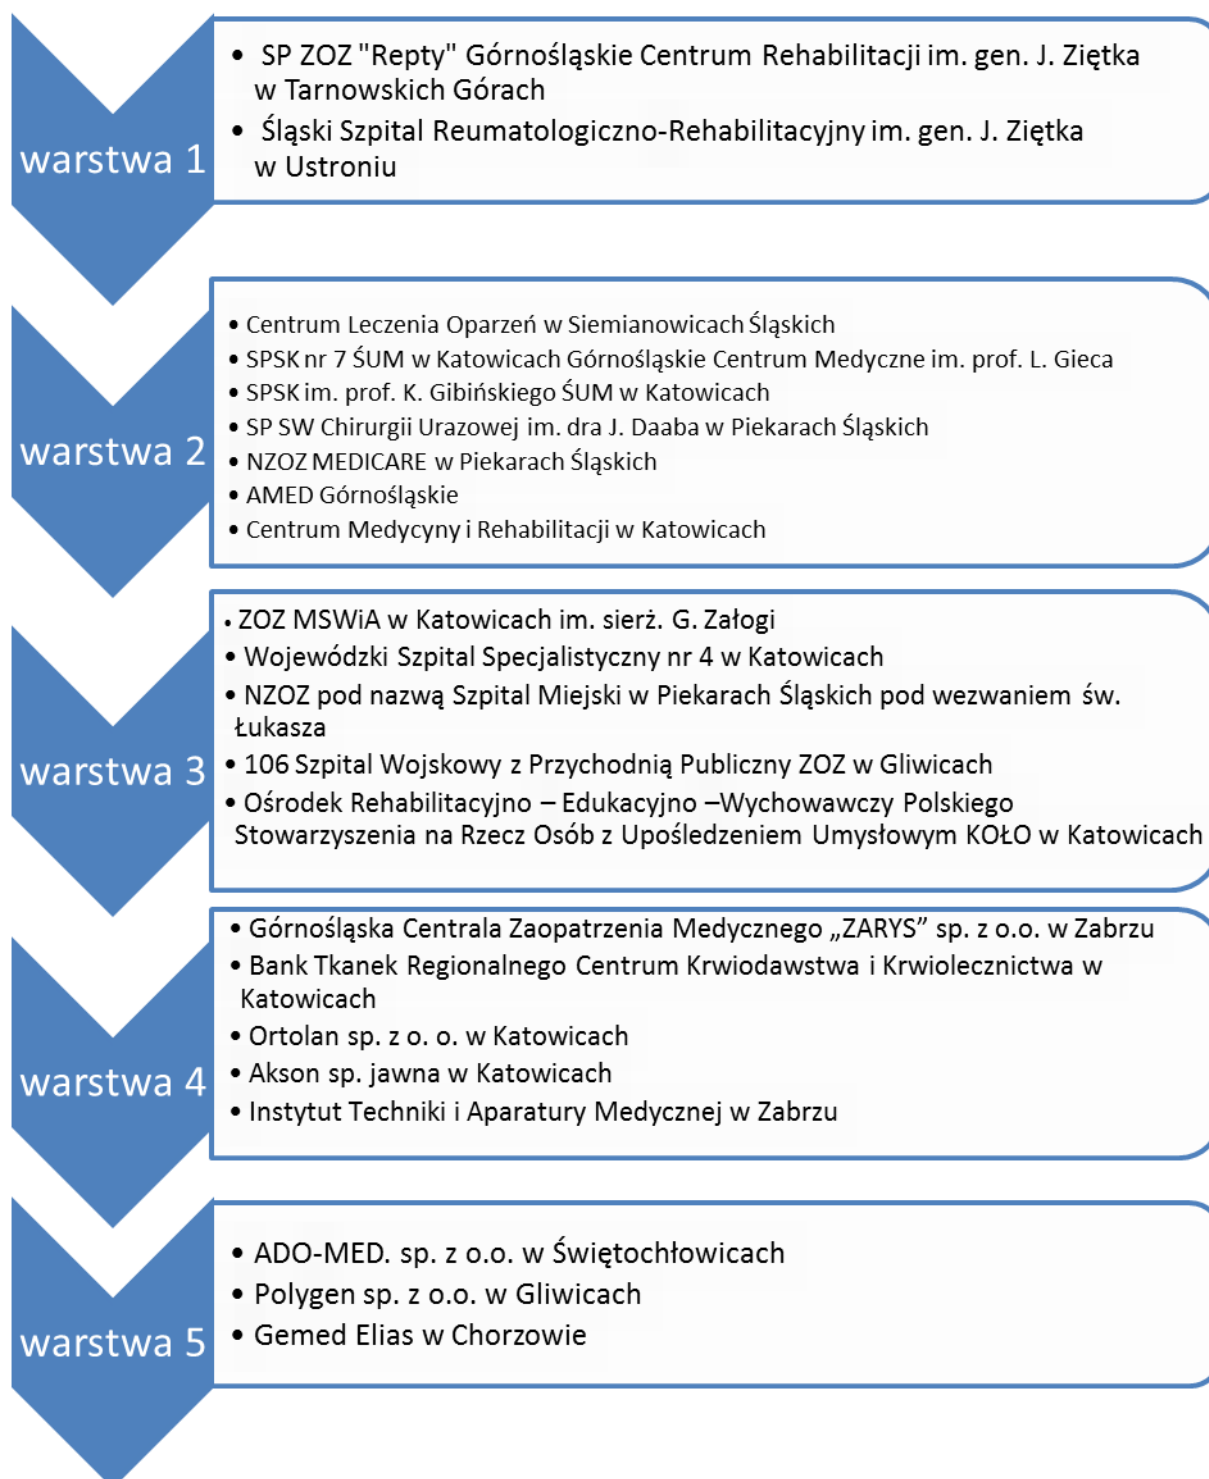 warstwa 1
• SP ZOZ "Repty" Górnośląskie Centrum Rehabilitacji im. gen. J. Ziętka
w Tarnowskich Górach
• Śląski Szpital Reumatologiczno-Rehabilitacyjny im. gen. J. Ziętka
w Ustroniu
warstwa 2
• Centrum Leczenia Oparzeń w Siemianowicach Śląskich
• SPSK nr 7 ŚUM w Katowicach Górnośląskie Centrum Medyczne im. prof. L. Gieca
• SPSK im. prof. K. Gibińskiego ŚUM w Katowicach
• SP SW Chirurgii Urazowej im. dra J. Daaba w Piekarach Śląskich
• NZOZ MEDICARE w Piekarach Śląskich
• AMED Górnośląskie
• Centrum Medycyny i Rehabilitacji w Katowicach
warstwa 3
• ZOZ MSWiA w Katowicach im. sierż. G. Załogi
• Wojewódzki Szpital Specjalistyczny nr 4 w Katowicach
• NZOZ pod nazwą Szpital Miejski w Piekarach Śląskich pod wezwaniem św.
Łukasza
• 106 Szpital Wojskowy z Przychodnią Publiczny ZOZ w Gliwicach
• Ośrodek Rehabilitacyjno – Edukacyjno –Wychowawczy Polskiego
Stowarzyszenia na Rzecz Osób z Upośledzeniem Umysłowym KOŁO w Katowicach
warstwa 4
• Górnośląska Centrala Zaopatrzenia Medycznego „ZARYS” sp. z o.o. w Zabrzu
• Bank Tkanek Regionalnego Centrum Krwiodawstwa i Krwiolecznictwa w
Katowicach
• Ortolan sp. z o. o. w Katowicach
• Akson sp. jawna w Katowicach
• Instytut Techniki i Aparatury Medycznej w Zabrzu
warstwa 5
• ADO-MED. sp. z o.o. w Świętochłowicach
• Polygen sp. z o.o. w Gliwicach
• Gemed Elias w Chorzowie